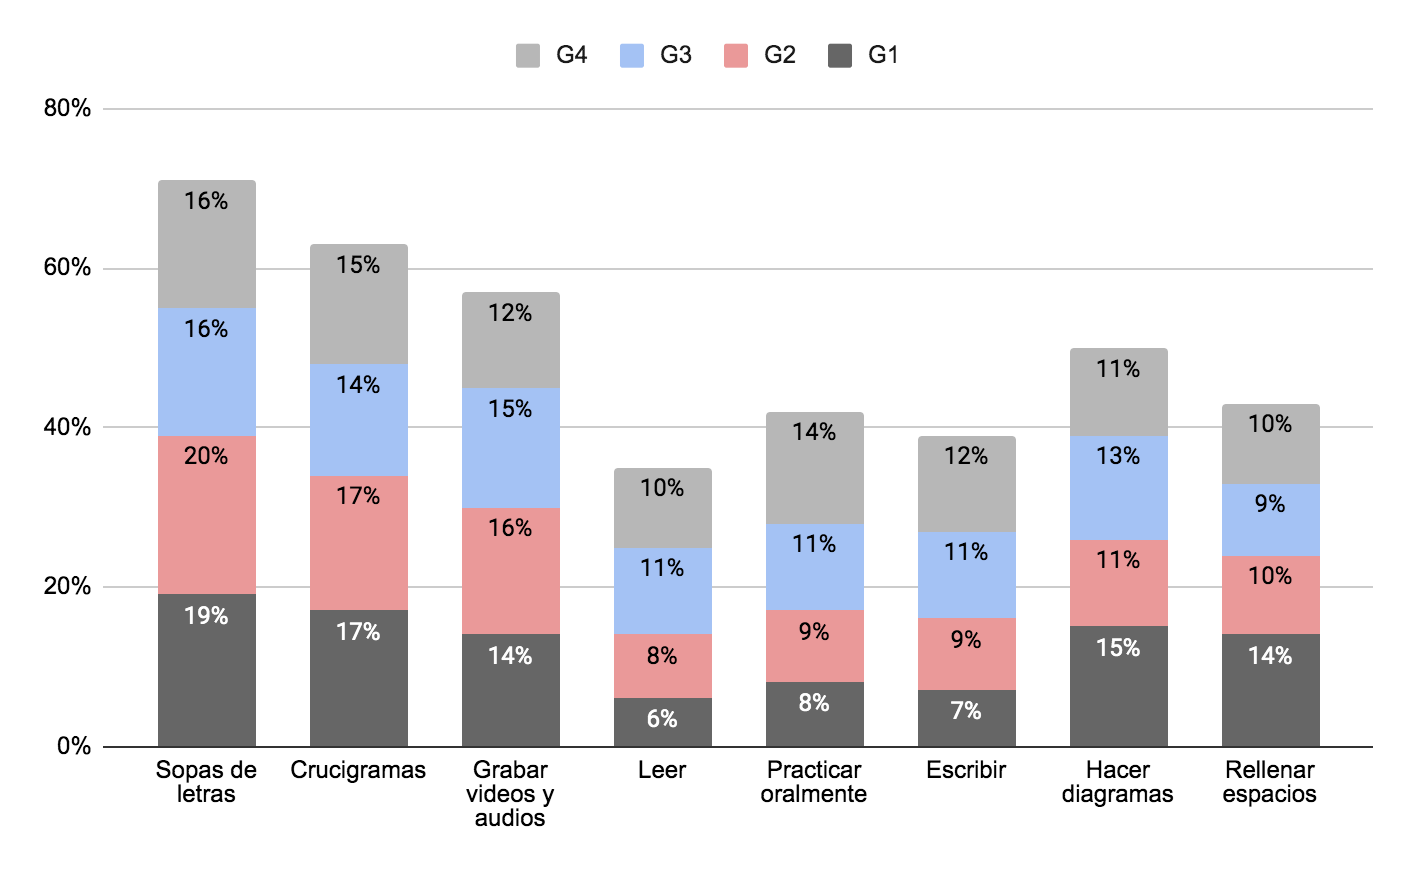 G4 G3 G2 G1
80%
60%
40%
20%
0%
16% 16% 20% 19%
15% 14% 17% 17%
12% 15% 16% 14%
10% 11% 8% 6%
14% 11% 9% 8%
12% 11% 9% 7%
11% 13% 11% 15%
10% 9% 10% 14%
Sopas de
letras
Crucigramas
Grabar
videos y
audios
Leer
Practicar
oralmente
Escribir
Hacer
diagramas
Rellenar
espacios